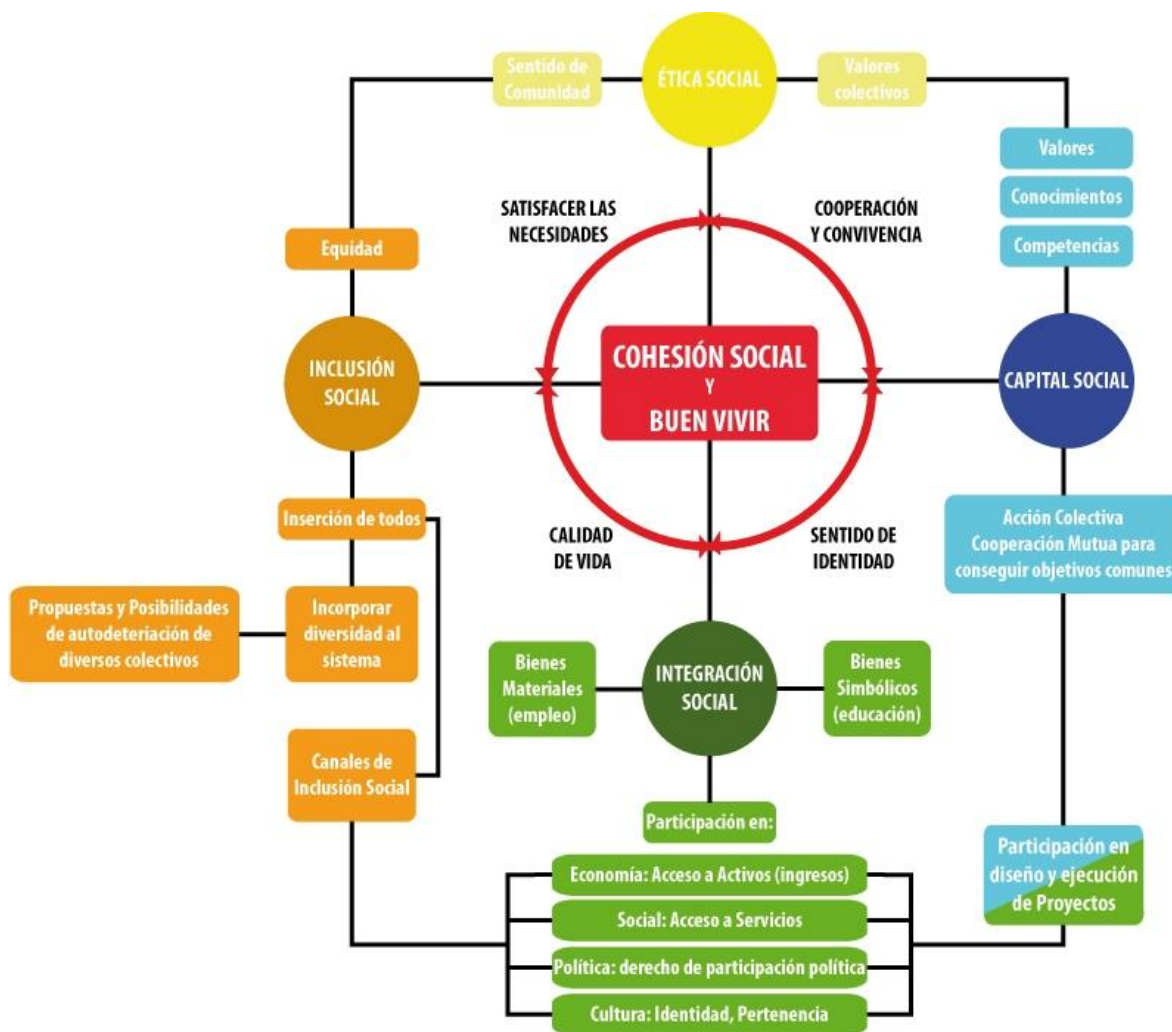 Sentido de
Comunidad
ÉTICA SOCIAL
Valores
colectivos
Valores
Conocimientos
Competencias
SATISFACER LAS
NECESIDADES
COOPERACIÓN
Y CONVIVENCIA
Equidad
INCLUSIÓN
SOCIAL
COHESIÓN SOCIAL
Y
BUEN VIVIR
CAPITAL SOCIAL
Inserción de todos
CALIDAD
DE VIDA
SENTIDO DE
IDENTIDAD
Acción Colectiva
Cooperación Mutua para
conseguir objetivos comunes
Propuestas y Posibilidades
de autodeteriación de
diversos colectivos
Incorporar
diversidad al
sistema
Bienes
Materiales
(empleo)
INTEGRACIÓN
SOCIAL
Bienes
Simbólicos
(educación)
Canales de
Inclusión Social
Participación en:
Participación en
diseño y ejecución
de Proyectos
Economía: Acceso a Activos (ingresos)
Social: Acceso a Servicios
Política: derecho de participación política
Cultura: Identidad, Pertenencia